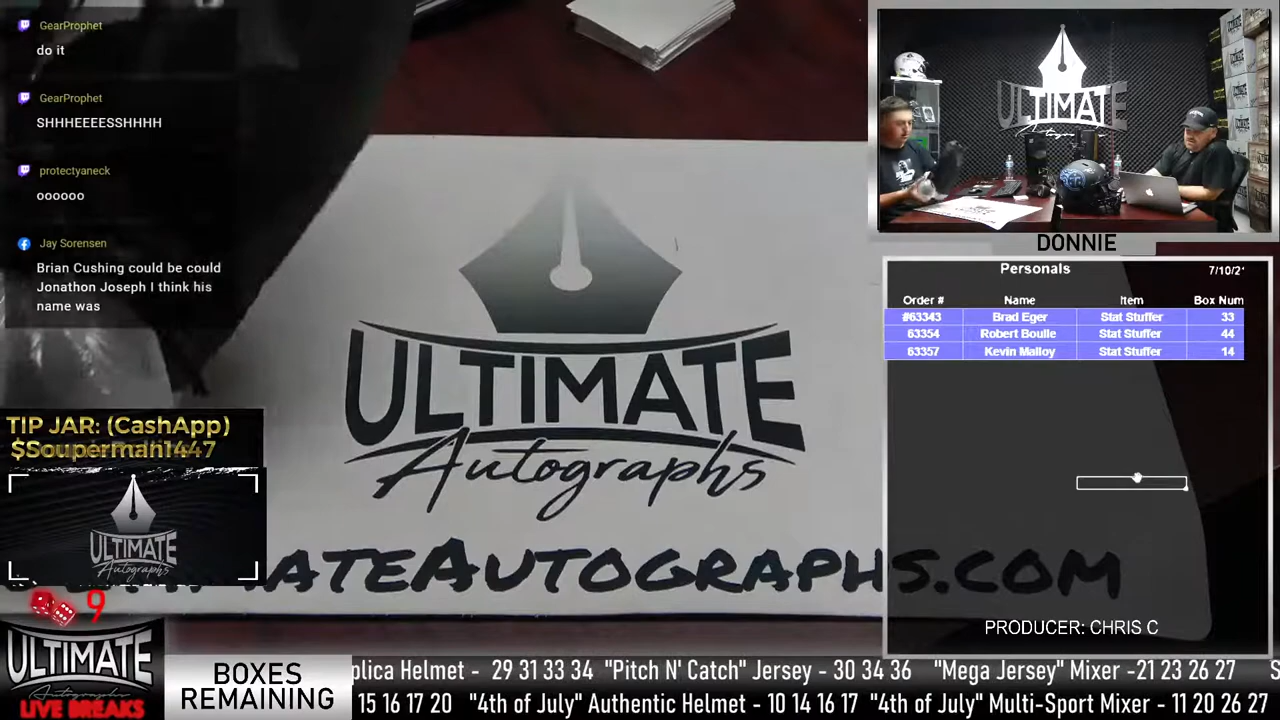 GearProphet
do it
GearProphet
SHHHEEEESSHHHH
protectyaneck
oooooo
Jay Sorensen
Brian Cushing could be could
Jonathon Joseph I think his
name was
TIP JAR: (CashApp)
$Souperman1447
ULTIMATE
Autographs
9
ULTIMATE
Autographs
LIVE BREAKS
ULTIMATE
Autographs
ATEAUTOGRAPHS.COM
ULTIMATE
Autographs
DONNIE
Personals 7/10/2
Order # Name Item Box Num
#63343 Brad Eger Stat Stuffer 33
63354 Robert Boulle Stat Stuffer 44
63357 Kevin Malloy Stat Stuffer 14
PRODUCER: CHRIS C
BOXES
REMAINING
plica Helmet - 29 31 33 34 "Pitch N' Catch" Jersey - 30 34 36 "Mega Jersey" Mixer -21 23 26 27 S
15 16 17 20 "4th of July" Authentic Helmet - 10 14 16 17 "4th of July" Multi-Sport Mixer - 11 20 26 27